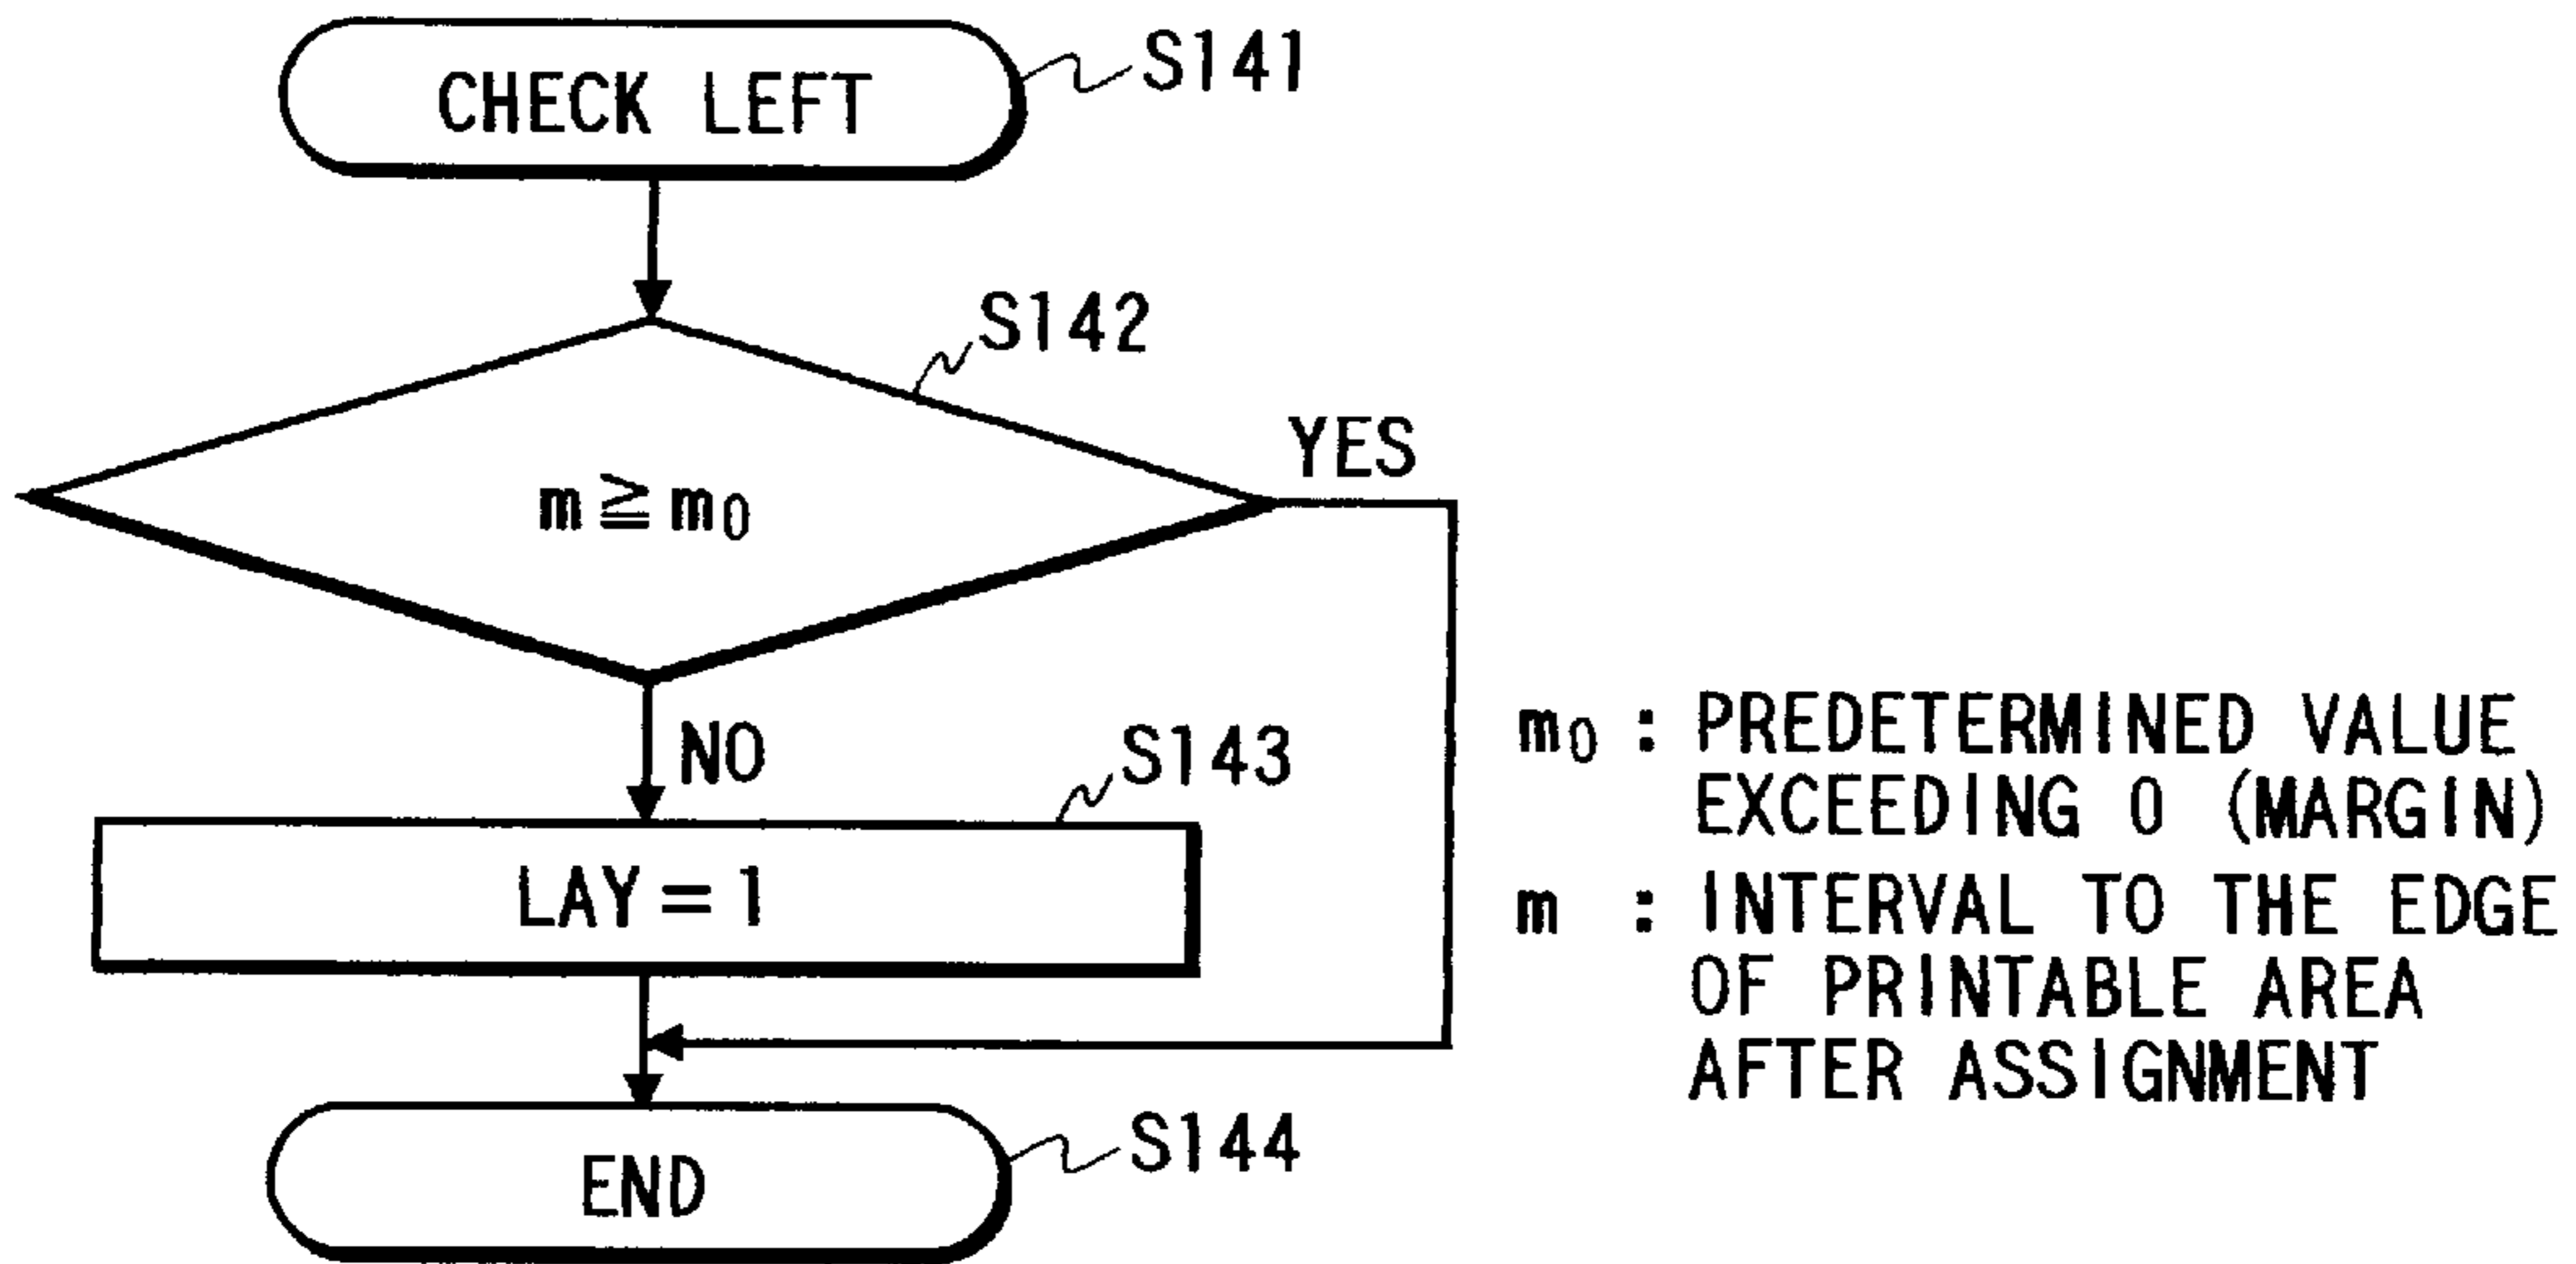 CHECK LEFT
S141
S142
m ≧ m₀
YES
NO
S143
LAY = 1
m₀ : PREDETERMINED VALUE
EXCEEDING 0 (MARGIN)
m : INTERVAL TO THE EDGE
OF PRINTABLE AREA
AFTER ASSIGNMENT
END
S144